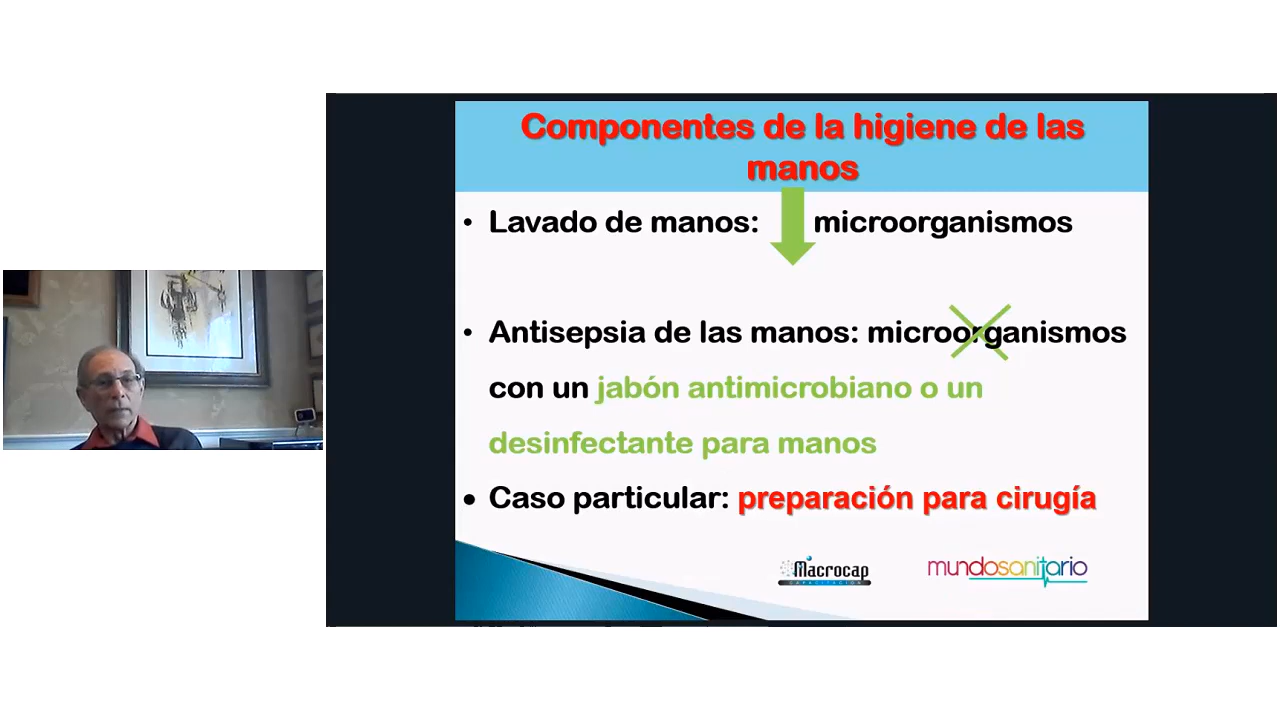 Componentes de la higiene de las
manos
• Lavado de manos: microorganismos
• Antisepsia de las manos: microorganismos
con un jabón antimicrobiano o un
desinfectante para manos
• Caso particular: preparación para cirugía
Macrocap
CAPACITACION
mundosanitario